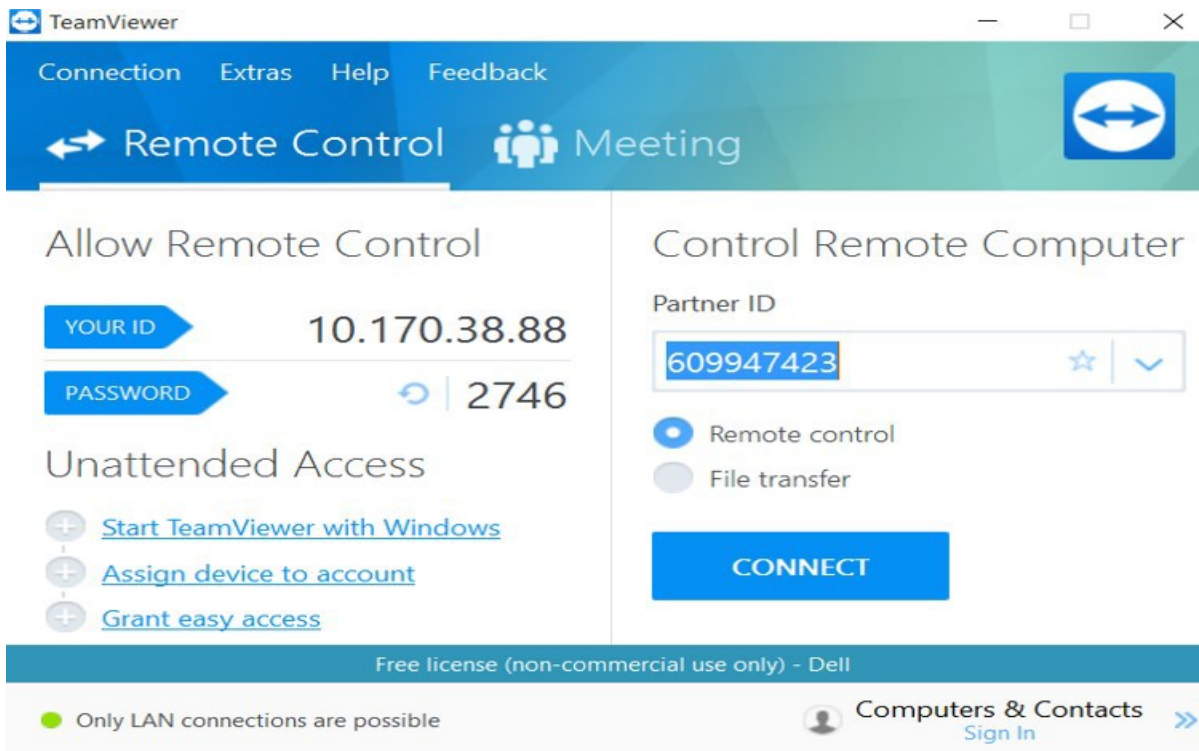 TeamViewer
Connection Extras Help Feedback
Remote Control Meeting
Allow Remote Control
YOUR ID 10.170.38.88
PASSWORD 2746
Unattended Access
Start TeamViewer with Windows
Assign device to account
Grant easy access
Control Remote Computer
Partner ID
609947423
Remote control
File transfer
CONNECT
Free license (non-commercial use only) - Dell
Only LAN connections are possible
Computers & Contacts
Sign In